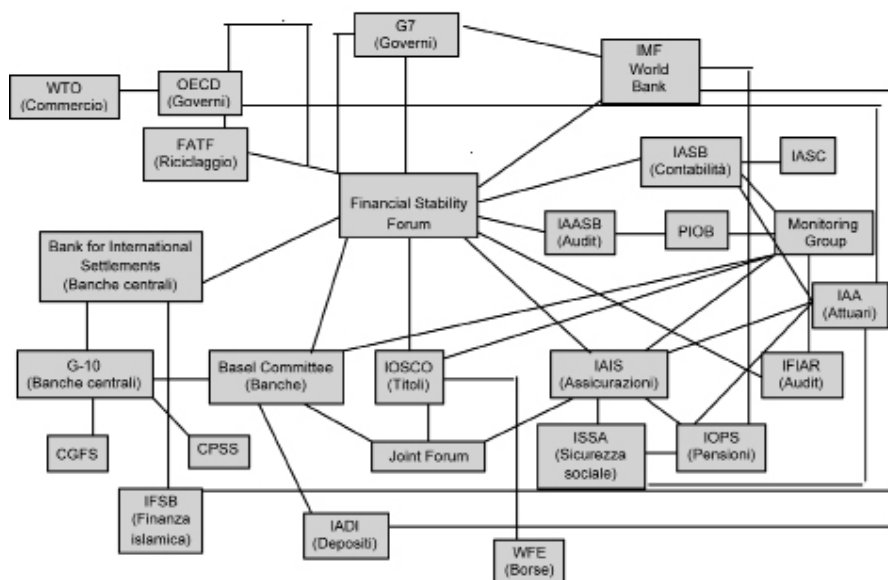 G7
(Governi)
IMF
World
Bank
WTO
(Commercio)
OECD
(Governi)
FATF
(Riciclaggio)
IASB
(Contabilità)
IASC
Financial Stability
Forum
IAASB
(Audit)
PIOB
Monitoring
Group
Bank for International
Settlements
(Banche centrali)
IAA
(Attuari)
G-10
(Banche centrali)
Basel Committee
(Banche)
IOSCO
(Titoli)
IAIS
(Assicurazioni)
IFIAR
(Audit)
CGFS
CPSS
Joint Forum
ISSA
(Sicurezza
sociale)
IOPS
(Pensioni)
IFSB
(Finanza
islamica)
IADI
(Depositi)
WFE
(Borse)